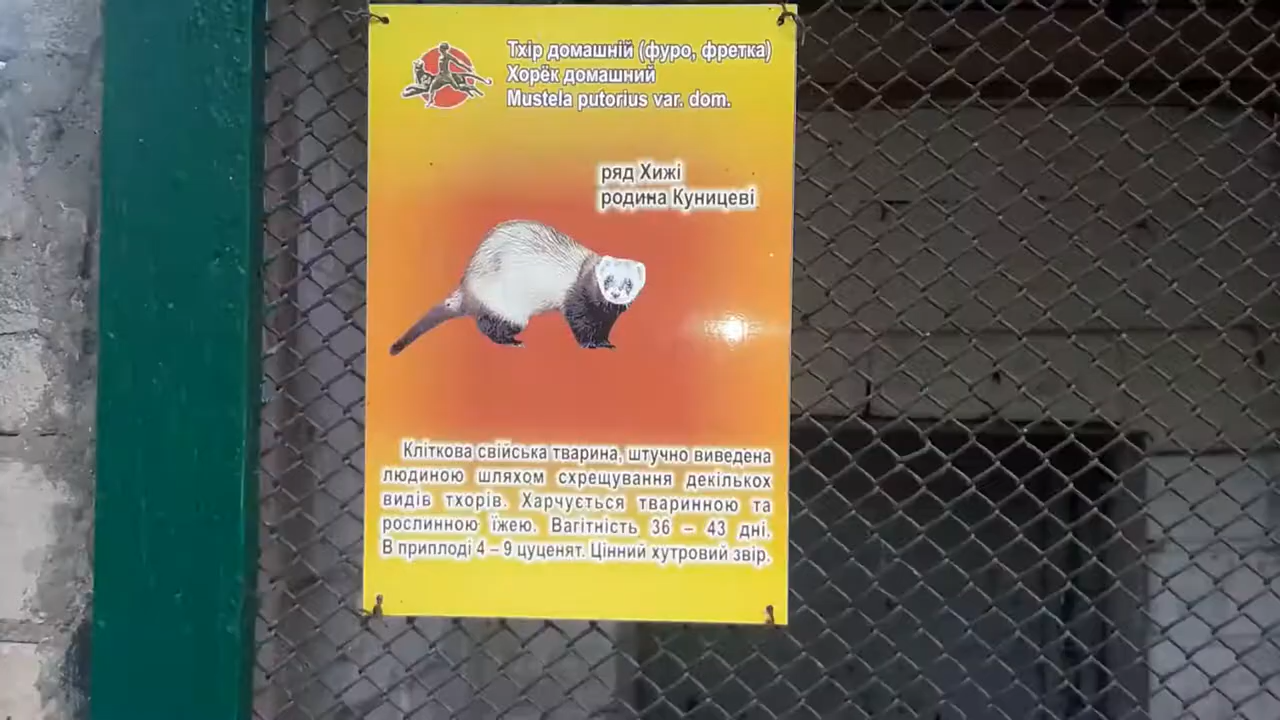 Тхір домашній (фуро, фретка)
Хорёк домашний
Mustela putorius var. dom.
ряд Хижі
родина Куницеві
Кліткова свійська тварина, штучно виведена
людиною шляхом схрещування декількох
видів тхорів. Харчується тваринною та
рослинною їжею. Вагітність 36 – 43 дні.
В приплоді 4 – 9 цуценят. Цінний хутровий звір.